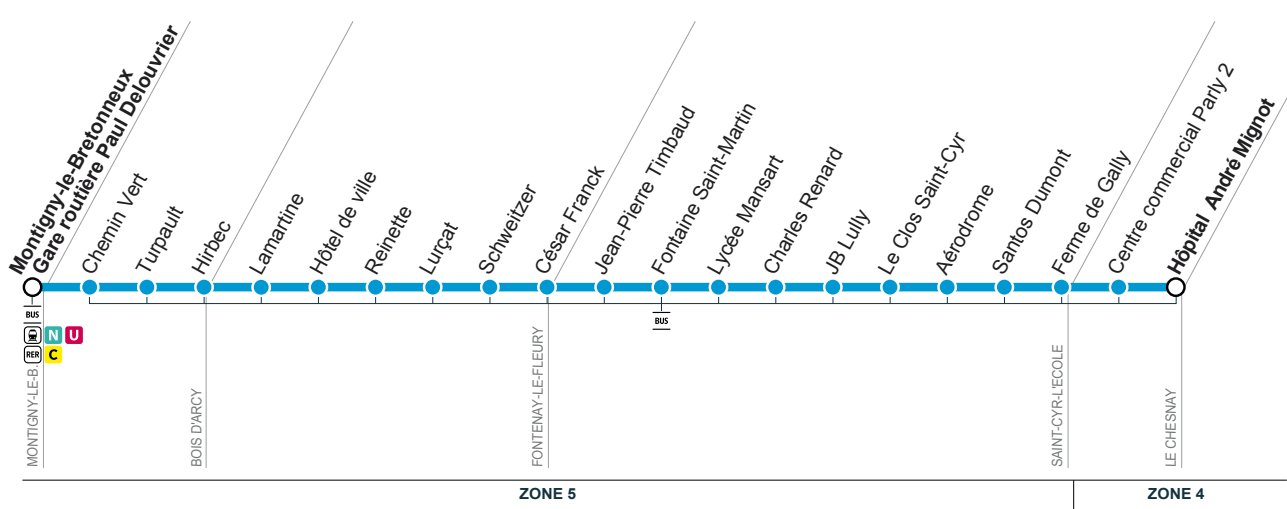 Montigny-le-Bretonneux
Gare routière Paul Delouvrier
Chemin Vert
Turpault
Hirbec
Lamartine
Hôtel de ville
Reinette
Lurçat
Schweitzer
César Franck
Jean-Pierre Timbaud
Fontaine Saint-Martin
Lycée Mansart
Charles Renard
JB Lully
Le Clos Saint-Cyr
Aérodrome
Santos Dumont
Ferme de Gally
Centre commercial Parly 2
Hôpital André Mignot
BUS
N U
RER C
BUS
MONTIGNY-LE-B.
BOIS D'ARCY
FONTENAY-LE-FLEURY
SAINT-CYR-L'ECOLE
LE CHESNAY
ZONE 5
ZONE 4